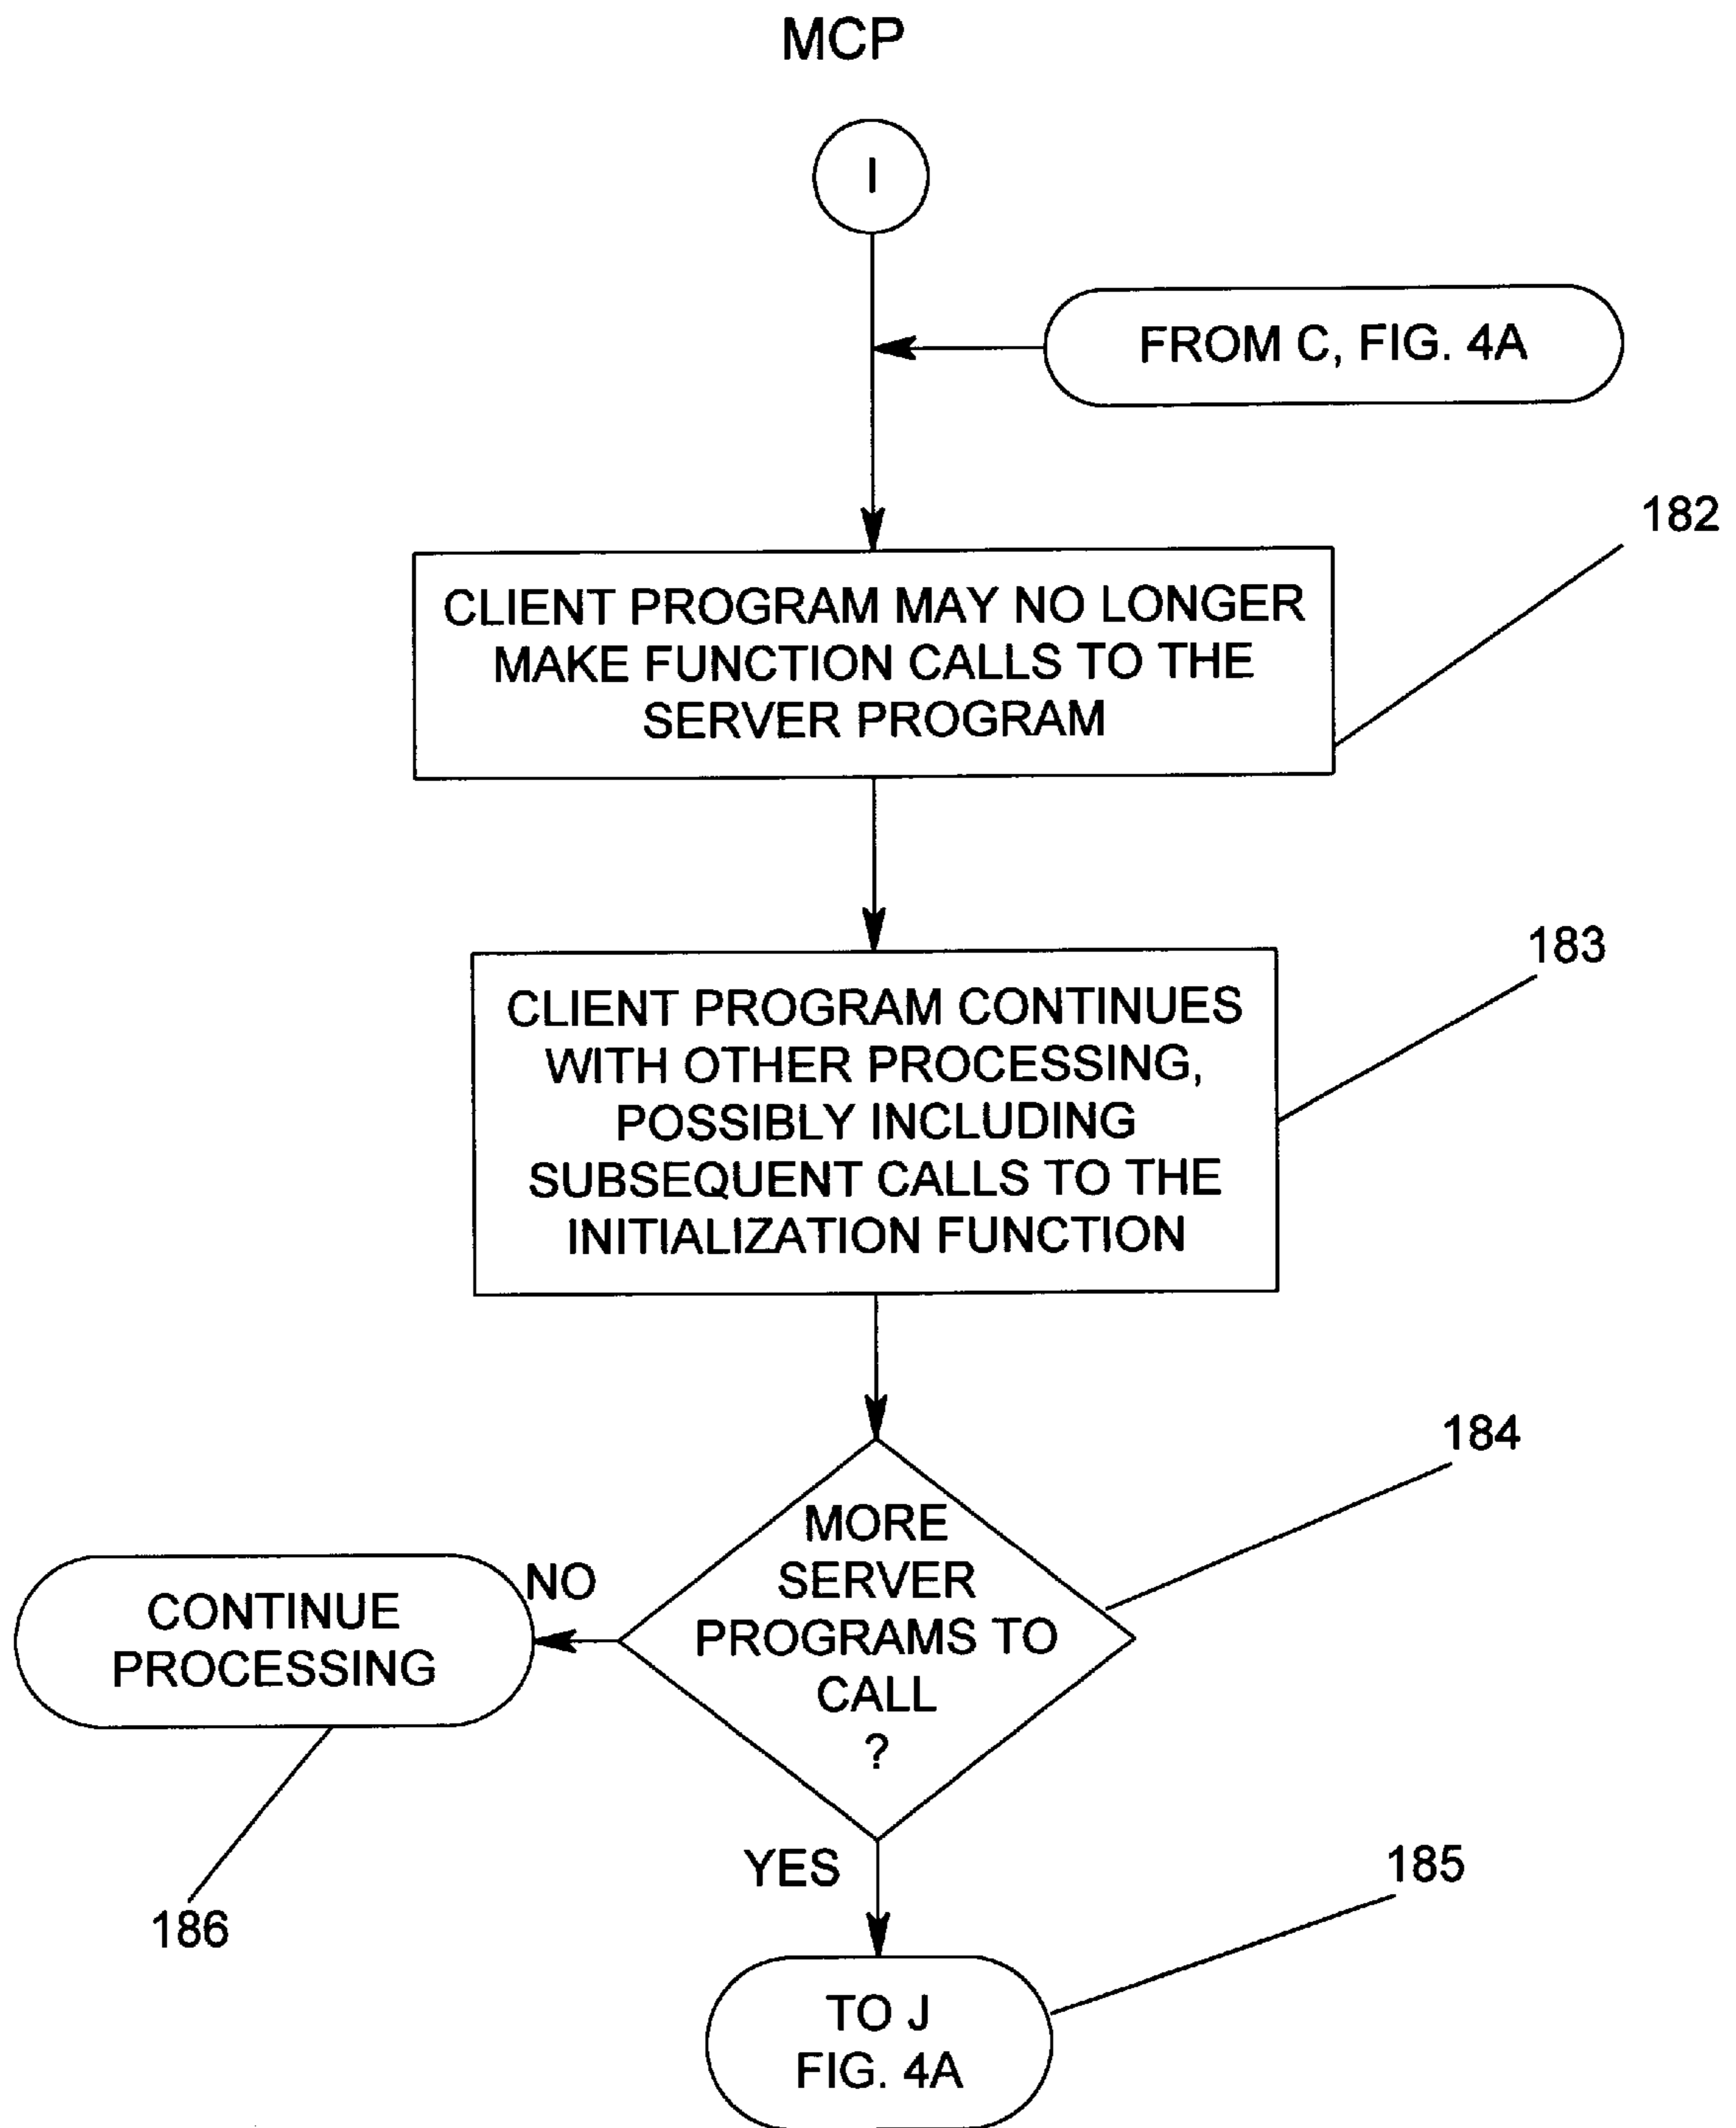 MCP
I
FROM C, FIG. 4A
182
CLIENT PROGRAM MAY NO LONGER
MAKE FUNCTION CALLS TO THE
SERVER PROGRAM
183
CLIENT PROGRAM CONTINUES
WITH OTHER PROCESSING,
POSSIBLY INCLUDING
SUBSEQUENT CALLS TO THE
INITIALIZATION FUNCTION
184
MORE
SERVER
PROGRAMS TO
CALL
?
NO
CONTINUE
PROCESSING
186
YES
185
TO J
FIG. 4A